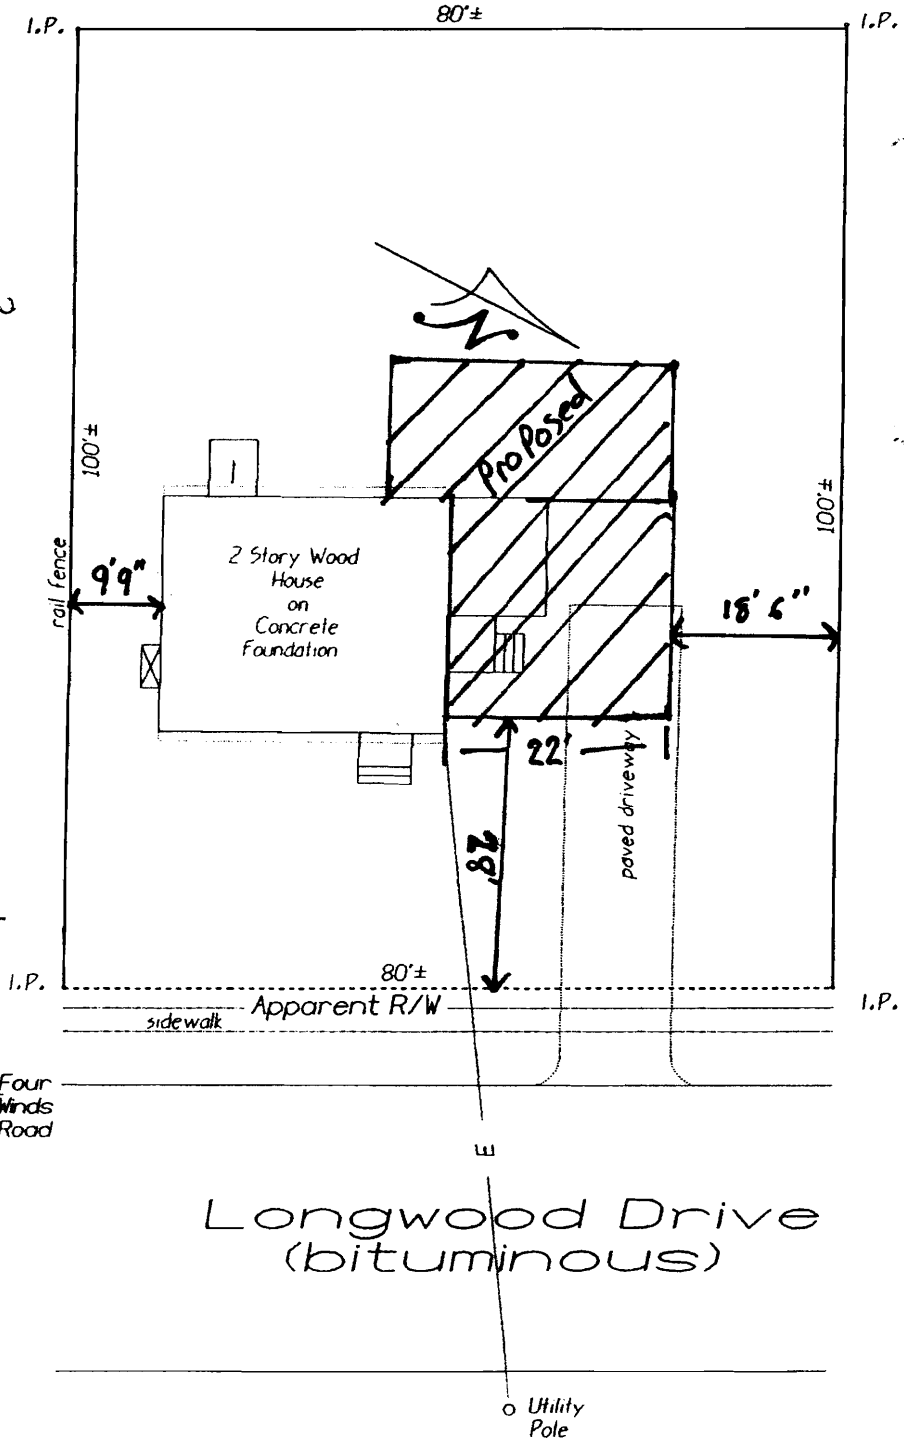 80'±
I.P.
I.P.
100'±
Proposed
100'±
rail fence
9'9"
2 Story Wood
House
on
Concrete
Foundation
18' 6"
22'
paved driveway
28'
80'±
I.P.
I.P.
Apparent R/W
sidewalk
Four
Winds
Road
E
Longwood Drive
(bituminous)
Utility
Pole